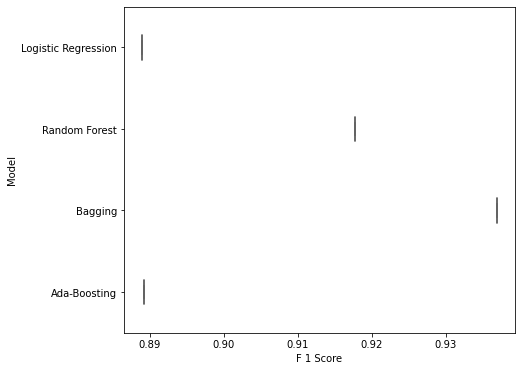 Logistic Regression
Random Forest
Bagging
Ada-Boosting
Model
0.89 0.90 0.91 0.92 0.93
F 1 Score